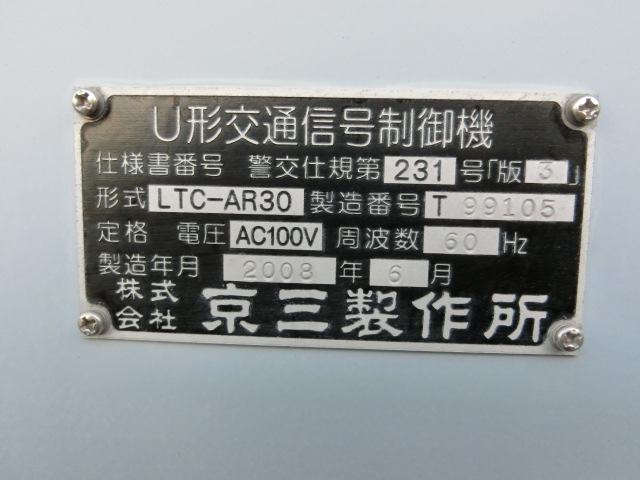 U形交通信号制御機
仕様書番号 警交仕規第231号「版3」
形式 LTC-AR30 製造番号 T 99105
定格 電圧 AC100V 周波数 60 Hz
製造年月 2008 年 6 月
株式会社 京三製作所